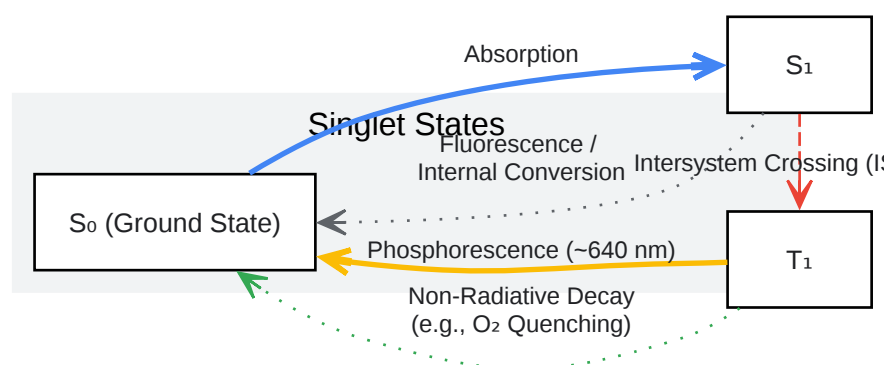 Absorption
S₁
Singlet States
Fluorescence /
Internal Conversion
Intersystem Crossing (IS
S₀ (Ground State)
Phosphorescence (~640 nm)
T₁
Non-Radiative Decay
(e.g., O₂ Quenching)